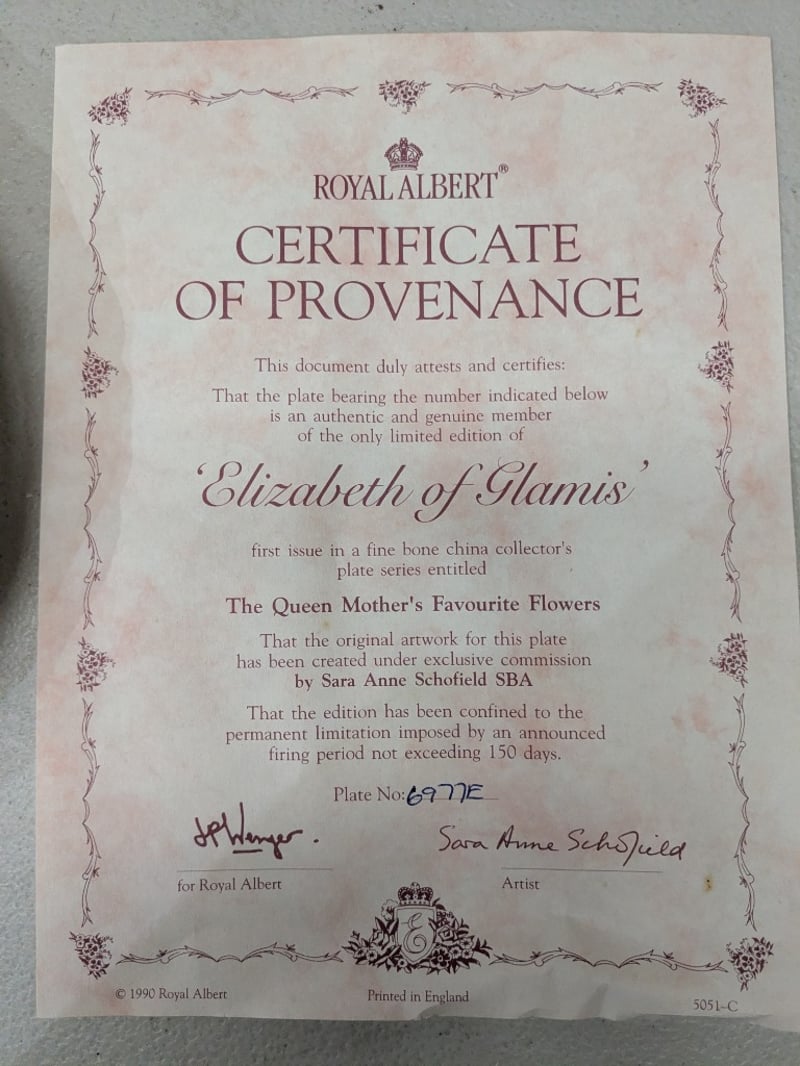 ROYAL ALBERT®
CERTIFICATE
OF PROVENANCE
This document duly attests and certifies:
That the plate bearing the number indicated below
is an authentic and genuine member
of the only limited edition of
'Elizabeth of Glamis'
first issue in a fine bone china collector's
plate series entitled
The Queen Mother's Favourite Flowers
That the original artwork for this plate
has been created under exclusive commission
by Sara Anne Schofield SBA
That the edition has been confined to the
permanent limitation imposed by an announced
firing period not exceeding 150 days.
Plate No: 6977E
Sara Anne Schofield
for Royal Albert Artist
E
© 1990 Royal Albert Printed in England 5051-C